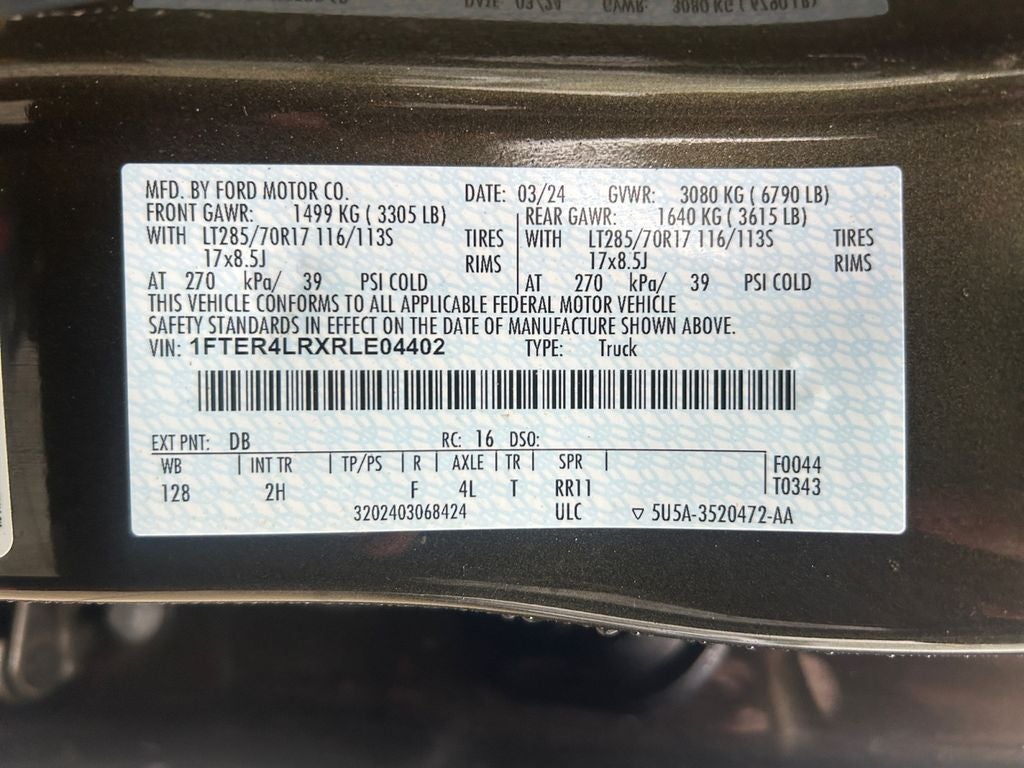 MFD. BY FORD MOTOR CO. DATE: 03/24 GVWR: 3080 KG ( 6790 LB)
FRONT GAWR: 1499 KG ( 3305 LB) REAR GAWR: 1640 KG ( 3615 LB)
WITH LT285/70R17 116/113S TIRES WITH LT285/70R17 116/113S TIRES
17x8.5J RIMS 17x8.5J RIMS
AT 270 kPa/ 39 PSI COLD AT 270 kPa/ 39 PSI COLD
THIS VEHICLE CONFORMS TO ALL APPLICABLE FEDERAL MOTOR VEHICLE
SAFETY STANDARDS IN EFFECT ON THE DATE OF MANUFACTURE SHOWN ABOVE.
VIN: 1FTER4LRXRLE04402 TYPE: Truck
EXT PNT: DB RC: 16 DSO:
WB INT TR TP/PS R AXLE TR SPR F0044
128 2H F 4L T RR11 T0343
3202403068424 ULC ▽ 5U5A-3520472-AA